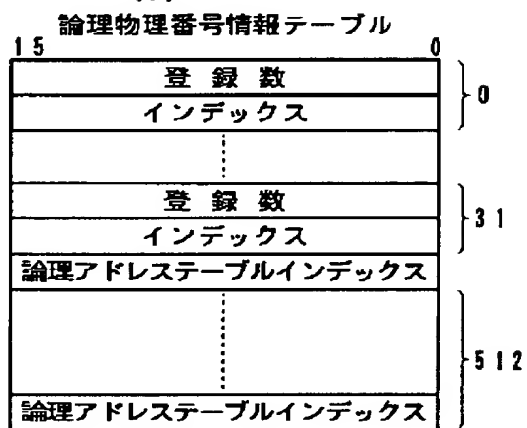 論理物理番号情報テーブル
15 0
登録数
インデックス
0
登録数
インデックス
31
論理アドレステーブルインデックス
512
論理アドレステーブルインデックス